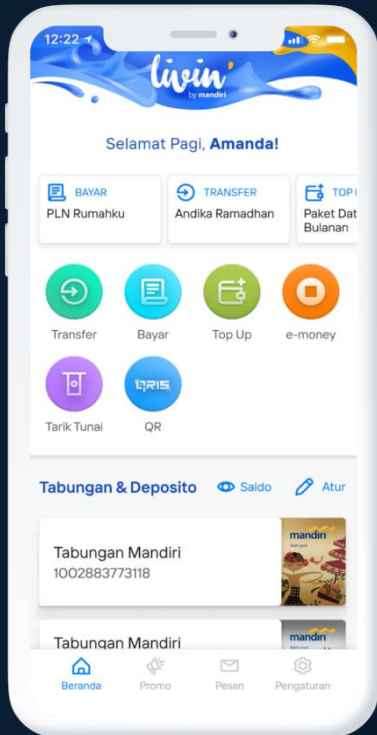 12:22
livin'
by mandiri
Selamat Pagi, Amanda!
BAYAR
PLN Rumahku
TRANSFER
Andika Ramadhan
TOP U
Paket Dat
Bulanan
Transfer
Bayar
Top Up
e-money
QRIS
Tarik Tunai
QR
Tabungan & Deposito
Saldo
Atur
Tabungan Mandiri
1002883773118
mandiri
Tabungan Mandiri
mandiri
Beranda
Promo
Pesan
Pengaturan